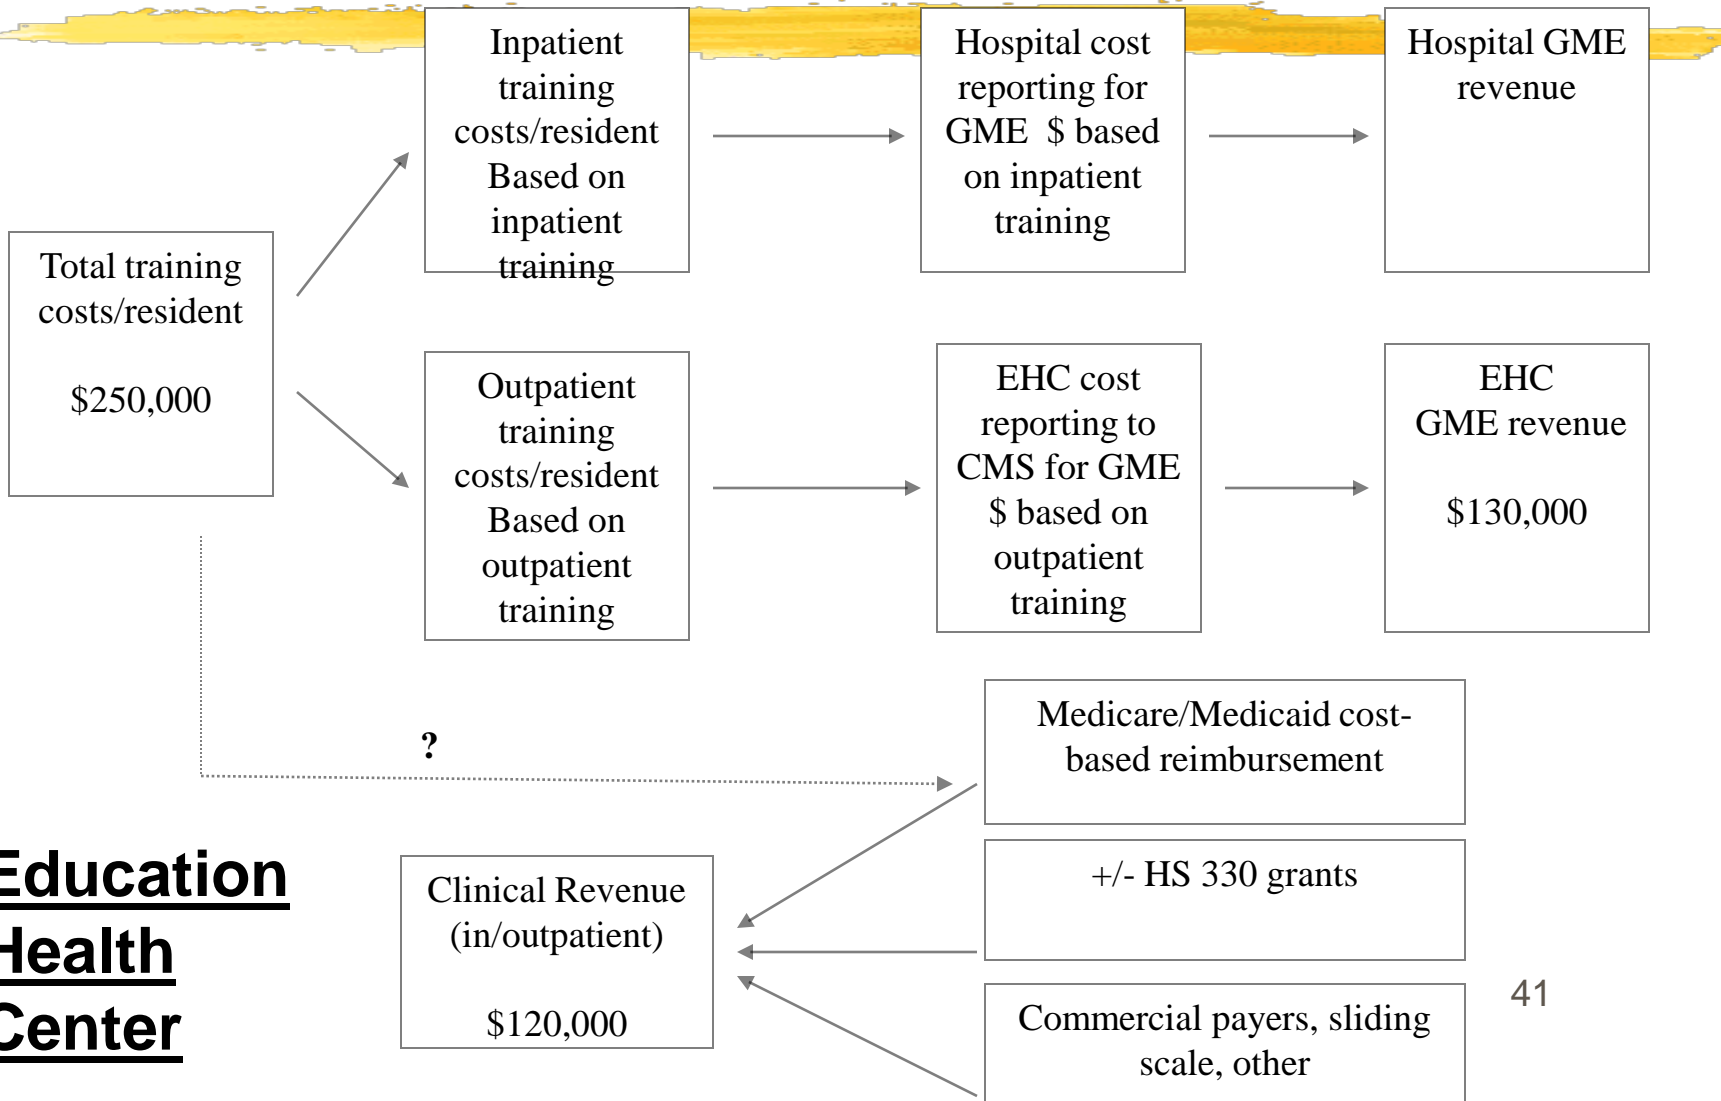 Inpatient
training
costs/resident
Based on
inpatient
training
Hospital cost
reporting for
GME $ based
on inpatient
training
Hospital GME
revenue
Total training
costs/resident
$250,000
Outpatient
training
costs/resident
Based on
outpatient
training
EHC cost
reporting to
CMS for GME
$ based on
outpatient
training
EHC
GME revenue
$130,000
?
Medicare/Medicaid cost-
based reimbursement
+/- HS 330 grants
Commercial payers, sliding
scale, other
Clinical Revenue
(in/outpatient)
$120,000
Education
Health
Center
41